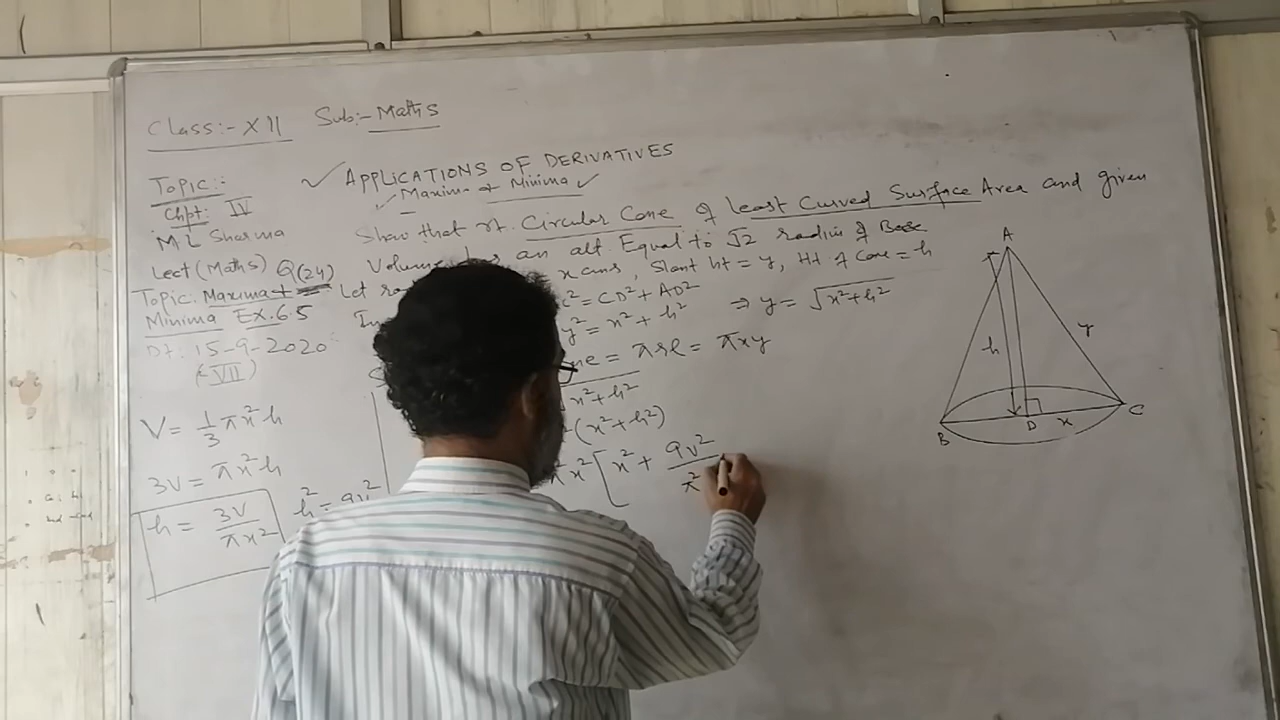 Class:- XII Sub:- Maths
Topic:-
Chpt: IV
M L Sharma
Lect (Maths)
Topic: Maxima +
Minima EX. 6.5
Dt: 15-9-2020
(VII)
✓ APPLICATIONS OF DERIVATIVES
Maxima + Minima ✓
Q(24) Show that rt. Circular Cone of least Curved Surface Area and given
Volume an alt Equal to √2 radius of Base
Let x cms, Slant ht = y, Ht of Cone = h
= CD² + AD²
y² = x² + h² ⇒ y = √x²+h²
= πrl = πxy
x²+h²
(x²+h²)
x² [ x² + 9v²
π²
V = 1/3 πx²h
3V = πx²h
h = 3V/πx² h² = 9v²
A
h
y
B
D
x
C